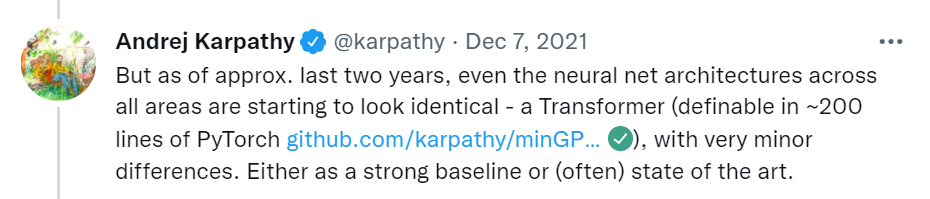 Andrej Karpathy @karpathy · Dec 7, 2021
But as of approx. last two years, even the neural net architectures across
all areas are starting to look identical - a Transformer (definable in ~200
lines of PyTorch github.com/karpathy/minGP... ), with very minor
differences. Either as a strong baseline or (often) state of the art.